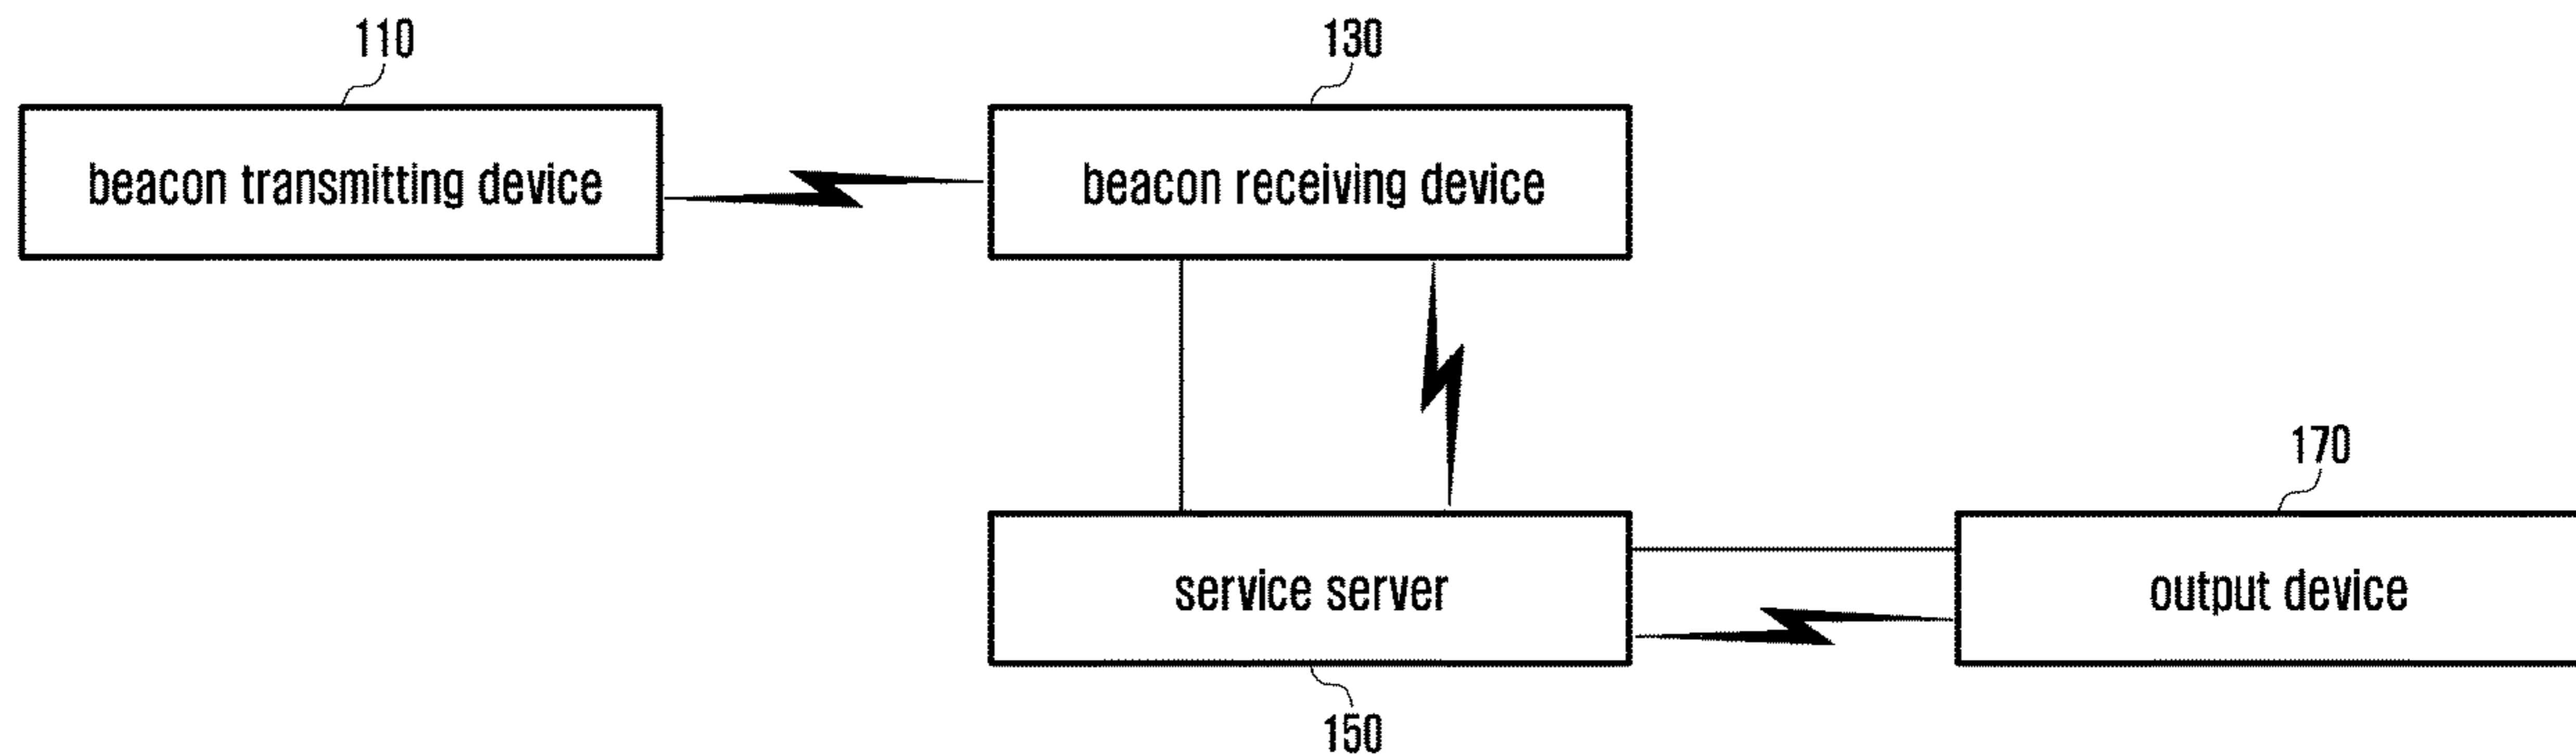 110
130
beacon transmitting device
beacon receiving device
170
service server
output device
150